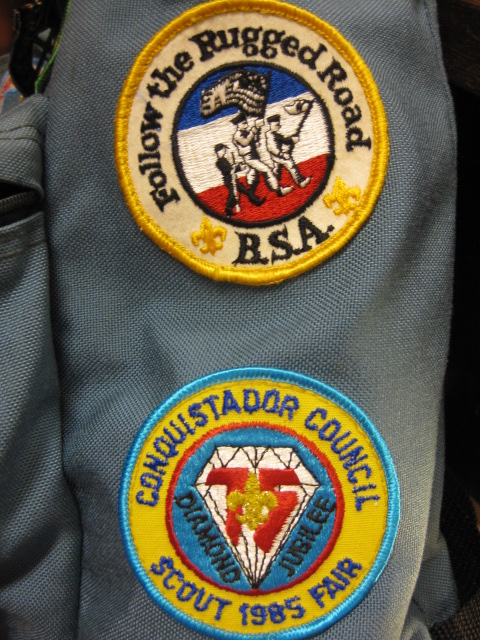 Follow the Rugged Road
B.S.A.
CONQUISTADOR COUNCIL
75
DIAMOND JUBILEE
SCOUT 1985 FAIR